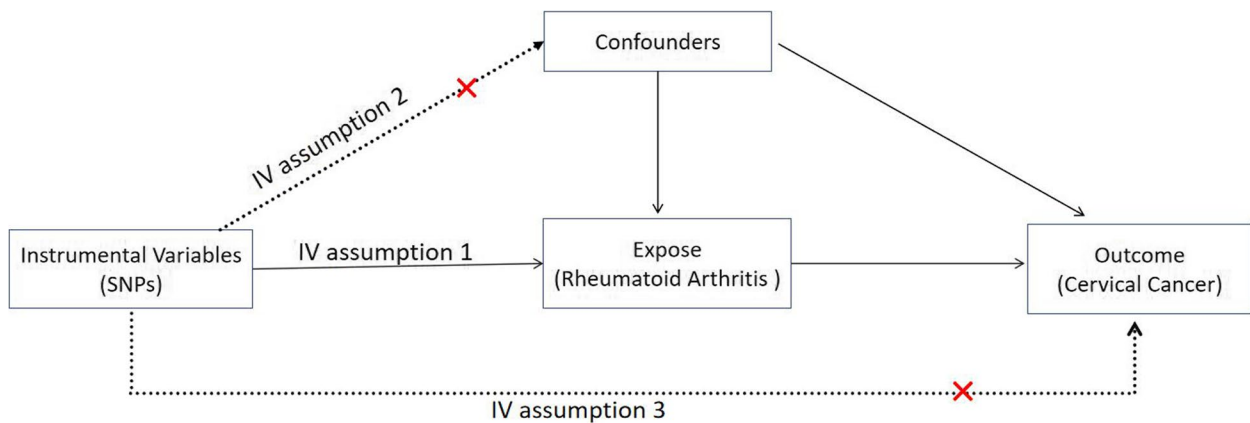 Confounders
IV assumption 2
Instrumental Variables
(SNPs)
IV assumption 1
Expose
(Rheumatoid Arthritis )
Outcome
(Cervical Cancer)
IV assumption 3